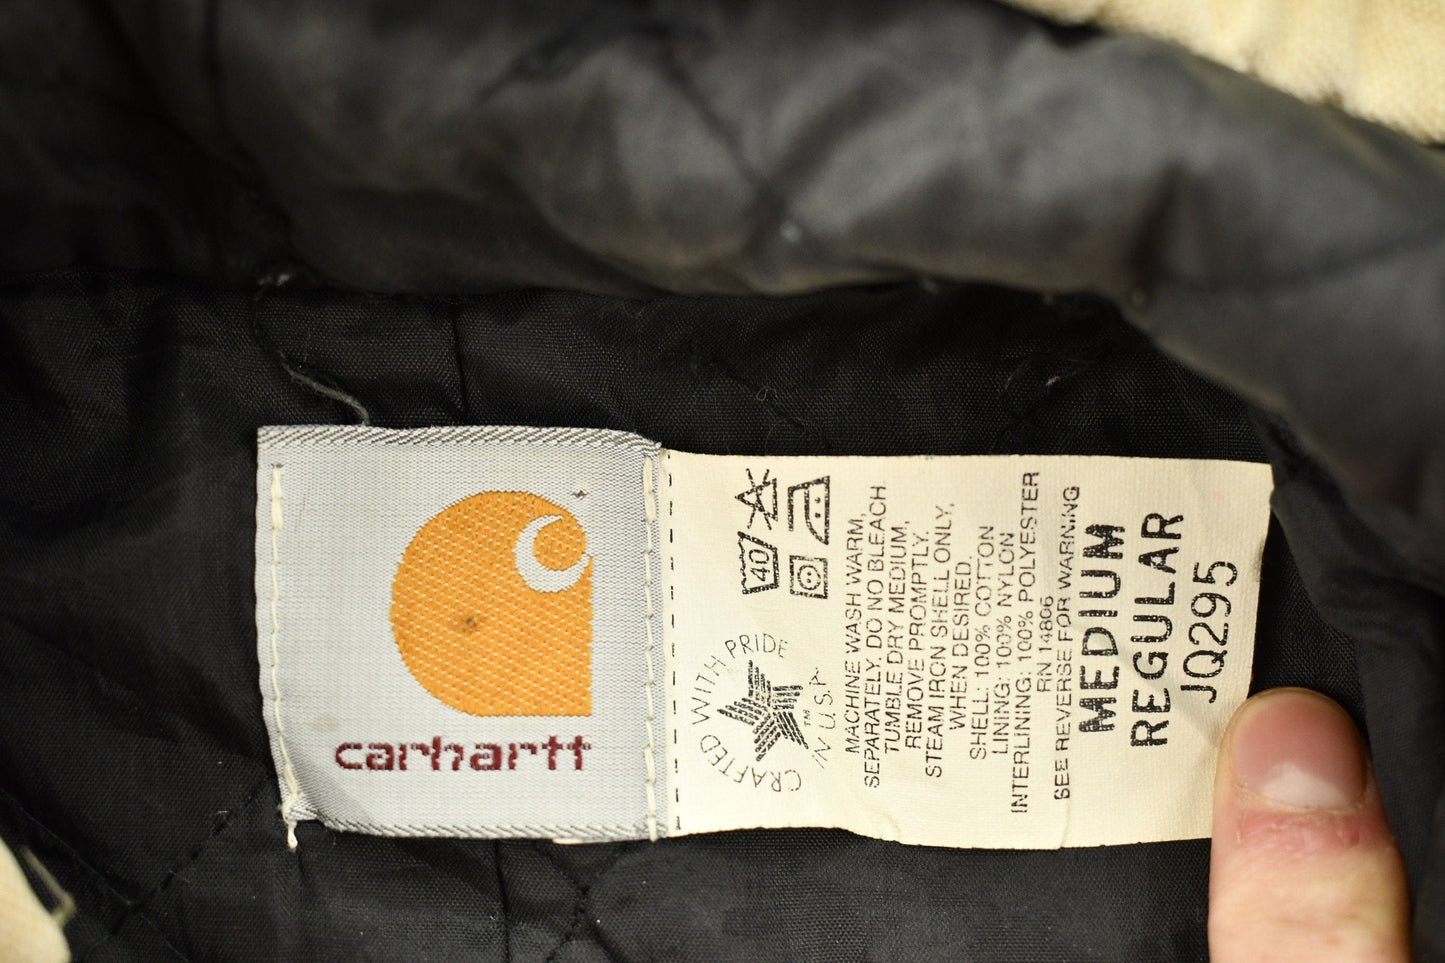 carhartt
CRAFTED WITH PRIDE
IN U.S.A.
TM
40
MACHINE WASH WARM,
SEPARATELY. DO NO BLEACH.
TUMBLE DRY MEDIUM,
REMOVE PROMPTLY.
STEAM IRON SHELL ONLY,
WHEN DESIRED.
SHELL: 100% COTTON
LINING: 100% NYLON
INTERLINING: 100% POLYESTER
RN 14806
SEE REVERSE FOR WARNING
MEDIUM
REGULAR
JQ295